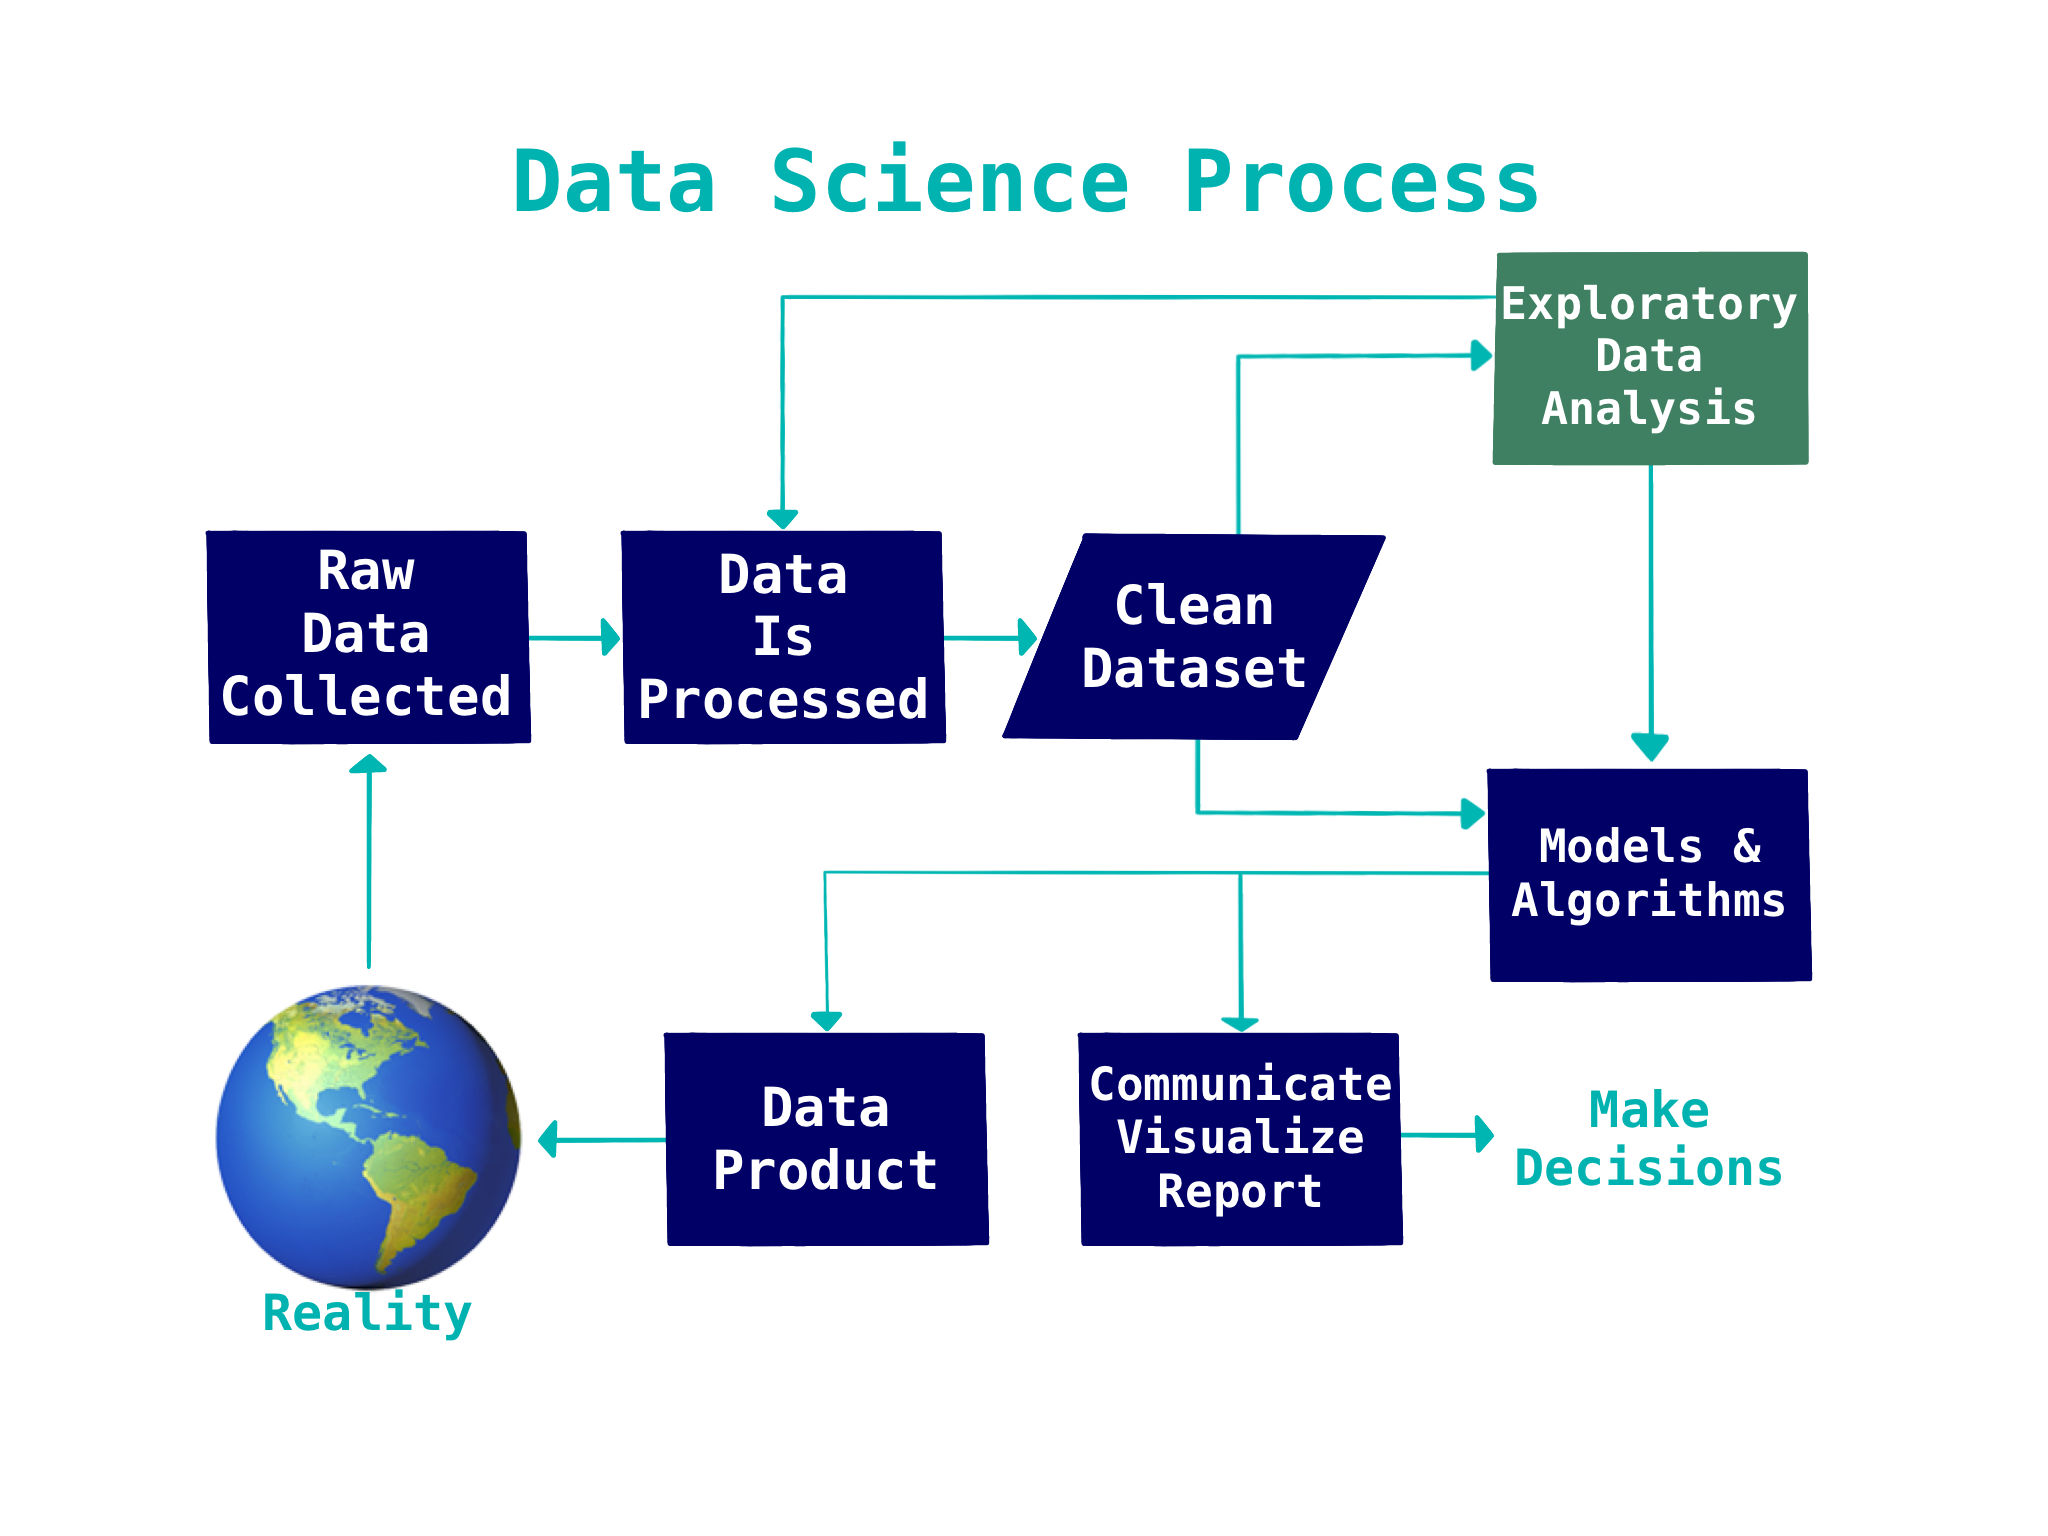 Data Science Process
Exploratory
Data
Analysis
Raw
Data
Collected
Data
Is
Processed
Clean
Dataset
Models &
Algorithms
Data
Product
Communicate
Visualize
Report
Make
Decisions
Reality